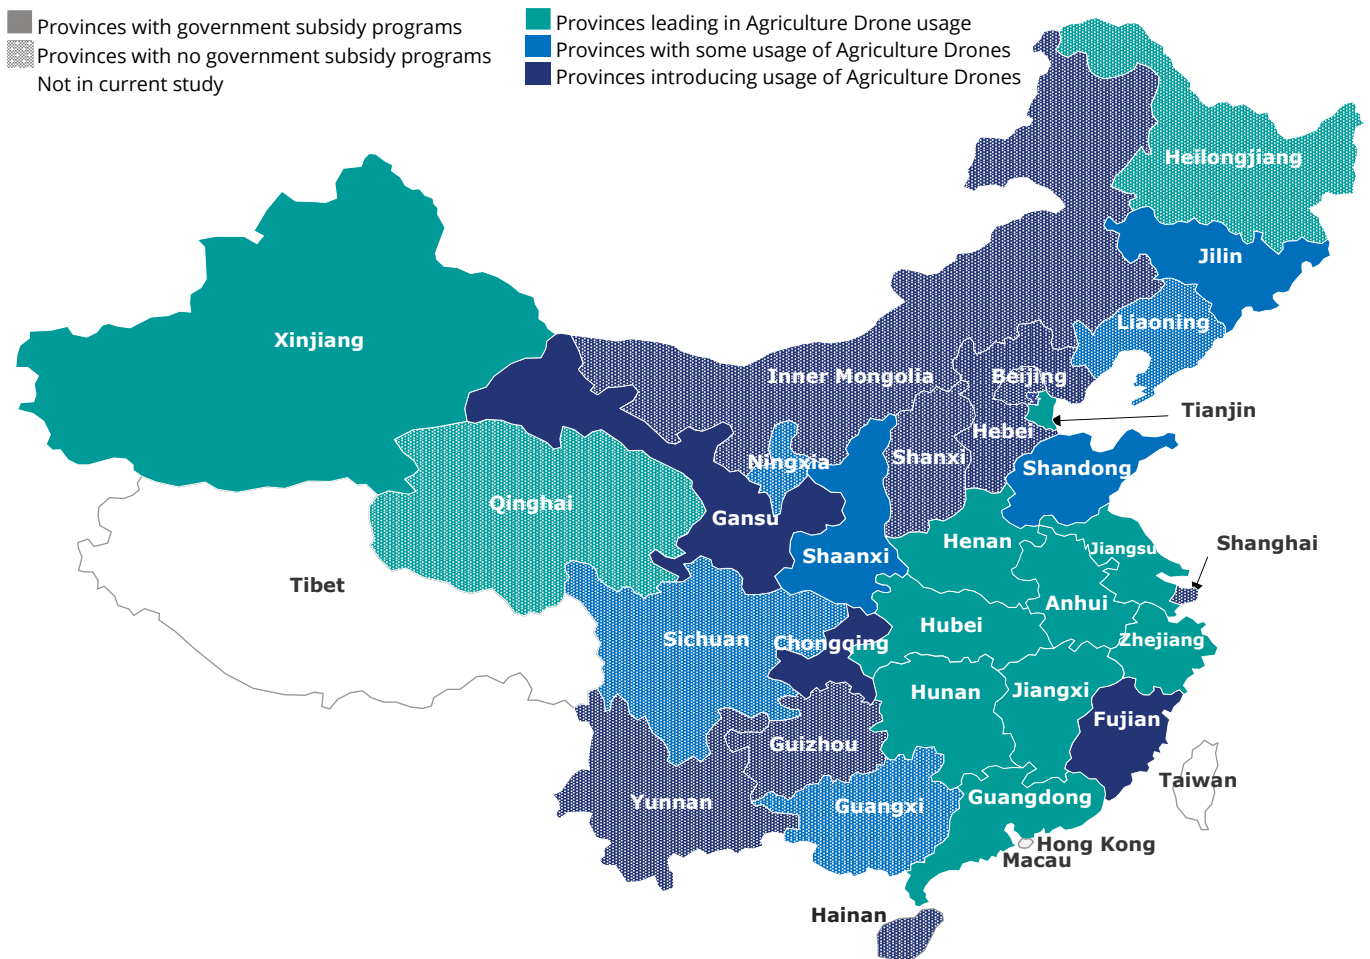 Provinces with government subsidy programs
Provinces with no government subsidy programs
Not in current study
Provinces leading in Agriculture Drone usage
Provinces with some usage of Agriculture Drones
Provinces introducing usage of Agriculture Drones
Heilongjiang
Jilin
Liaoning
Xinjiang
Inner Mongolia
Beijing
Tianjin
Hebei
Ningxia
Shanxi
Shandong
Qinghai
Gansu
Henan
Jiangsu
Shanghai
Shaanxi
Tibet
Anhui
Hubei
Sichuan
Chongqing
Zhejiang
Hunan
Jiangxi
Fujian
Guizhou
Taiwan
Yunnan
Guangxi
Guangdong
Hong Kong
Macau
Hainan